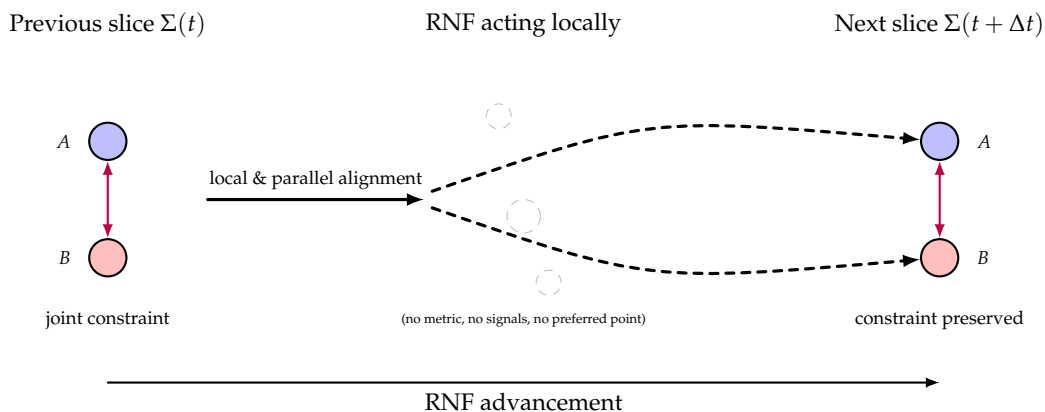 Previous slice Σ(t)
RNF acting locally
Next slice Σ(t + Δt)
A
local & parallel alignment
A
B
B
joint constraint
(no metric, no signals, no preferred point)
constraint preserved
RNF advancement